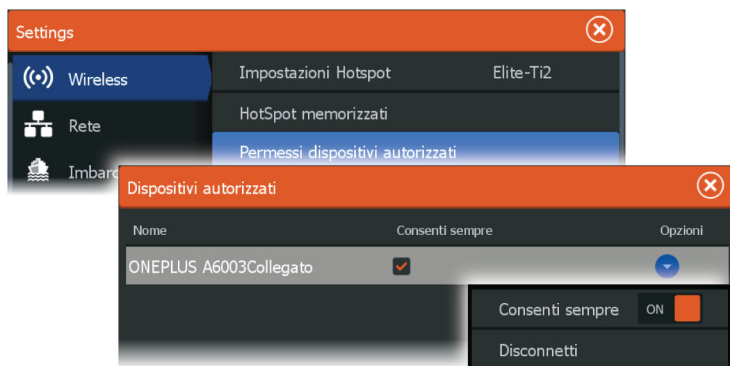 Settings
Wireless
Impostazioni Hotspot Elite-Ti2
HotSpot memorizzati
Rete
Permessi dispositivi autorizzati
Imbarc
Dispositivi autorizzati
Nome Consenti sempre Opzioni
ONEPLUS A6003Collegato
Consenti sempre ON
Disconnetti